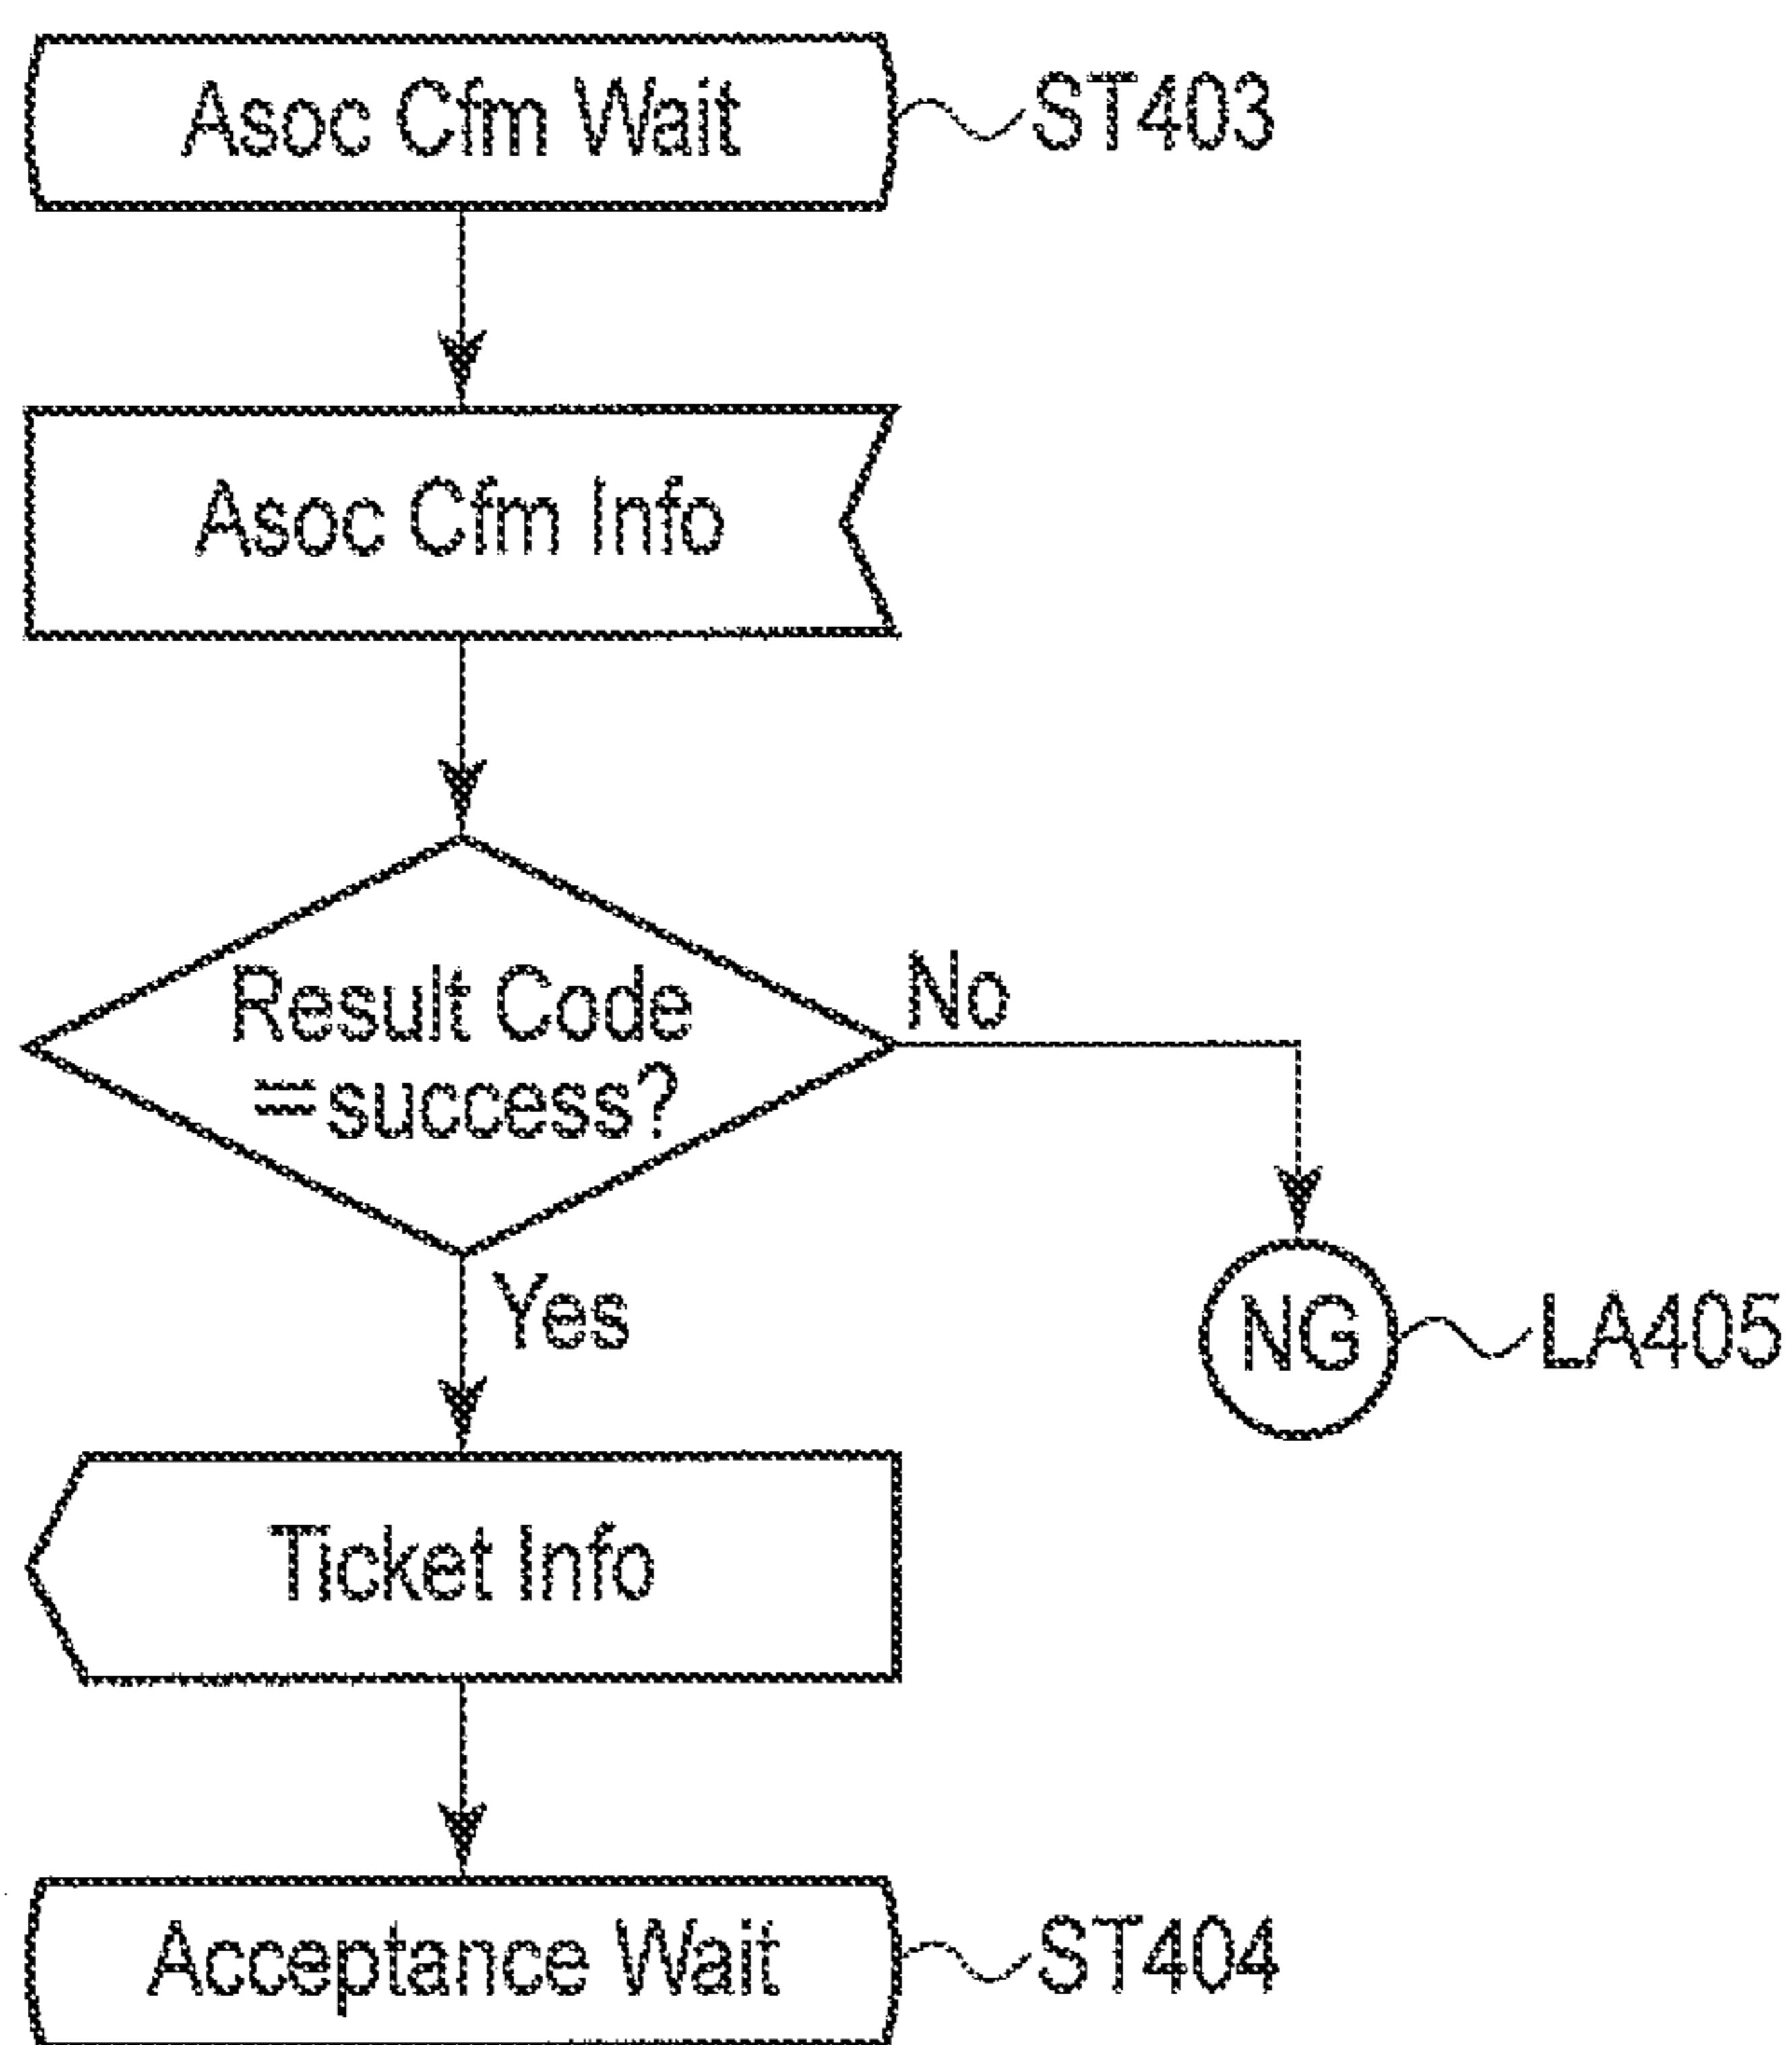 Asoc Cfm Wait
ST403
Asoc Cfm Info
Result Code
=success?
No
Yes
NG
LA405
Ticket Info
Acceptance Wait
ST404